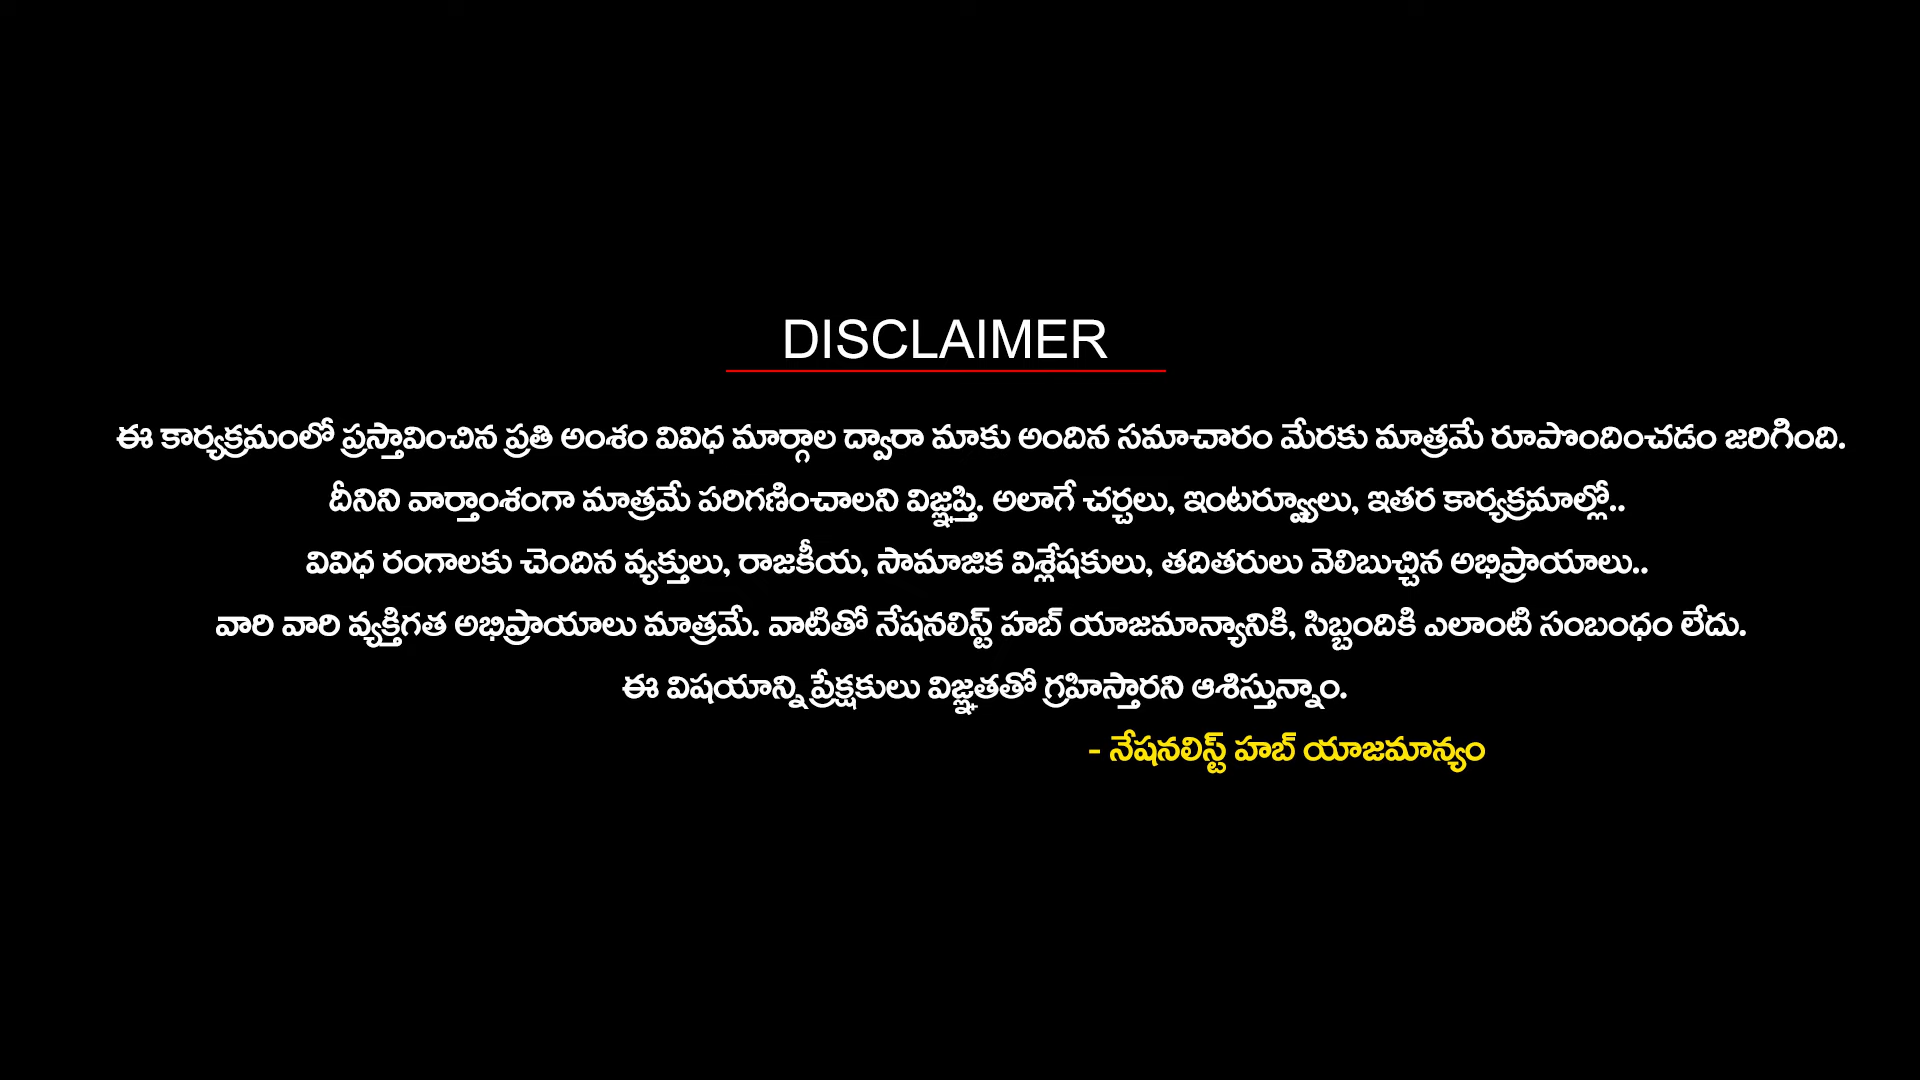 DISCLAIMER
ఈ కార్యక్రమంలో ప్రస్తావించిన ప్రతి అంశం వివిధ మార్గాల ద్వారా మాకు అందిన సమాచారం మేరకు మాత్రమే రూపొందించడం జరిగింది.
దీనిని వార్తాంశంగా మాత్రమే పరిగణించాలని విజ్ఞప్తి. అలాగే చర్చలు, ఇంటర్వ్యూలు, ఇతర కార్యక్రమాల్లో..
వివిధ రంగాలకు చెందిన వ్యక్తులు, రాజకీయ, సామాజిక విశ్లేషకులు, తదితరులు వెలిబుచ్చిన అభిప్రాయాలు..
వారి వారి వ్యక్తిగత అభిప్రాయాలు మాత్రమే. వాటితో నేషనలిస్ట్ హబ్ యాజమాన్యానికి, సిబ్బందికి ఎలాంటి సంబంధం లేదు.
ఈ విషయాన్ని ప్రేక్షకులు విజ్ఞతతో గ్రహిస్తారని ఆశిస్తున్నాం.
- నేషనలిస్ట్ హబ్ యాజమాన్యం